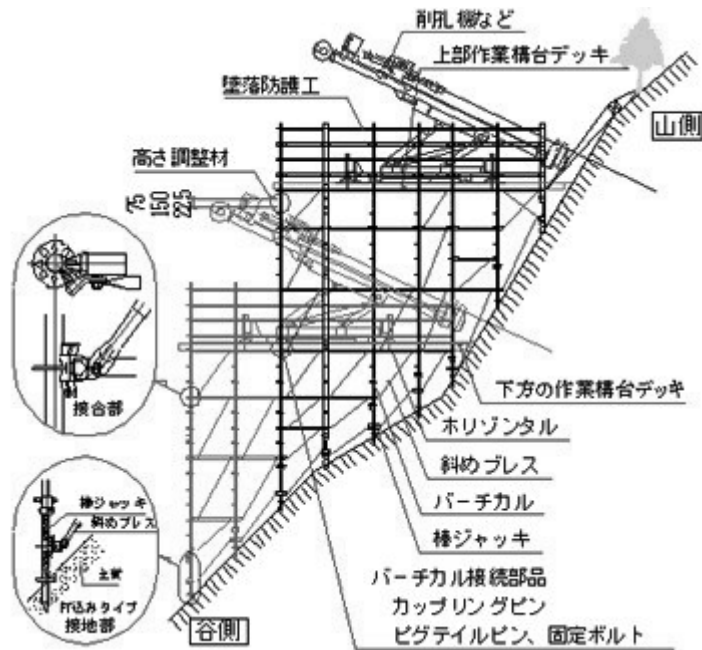 削孔機など
上部作業構台デッキ
墜落防護工
山側
高さ調整材
75
150
225
接合部
下方の作業構台デッキ
ホリゾンタル
斜めブレス
バーチカル
棒ジャッキ
バーチカル接続部品
カップリングピン
ピグテイルピン、固定ボルト
棒ジャッキ
斜めブレス
打込みタイプ
接地部
谷側